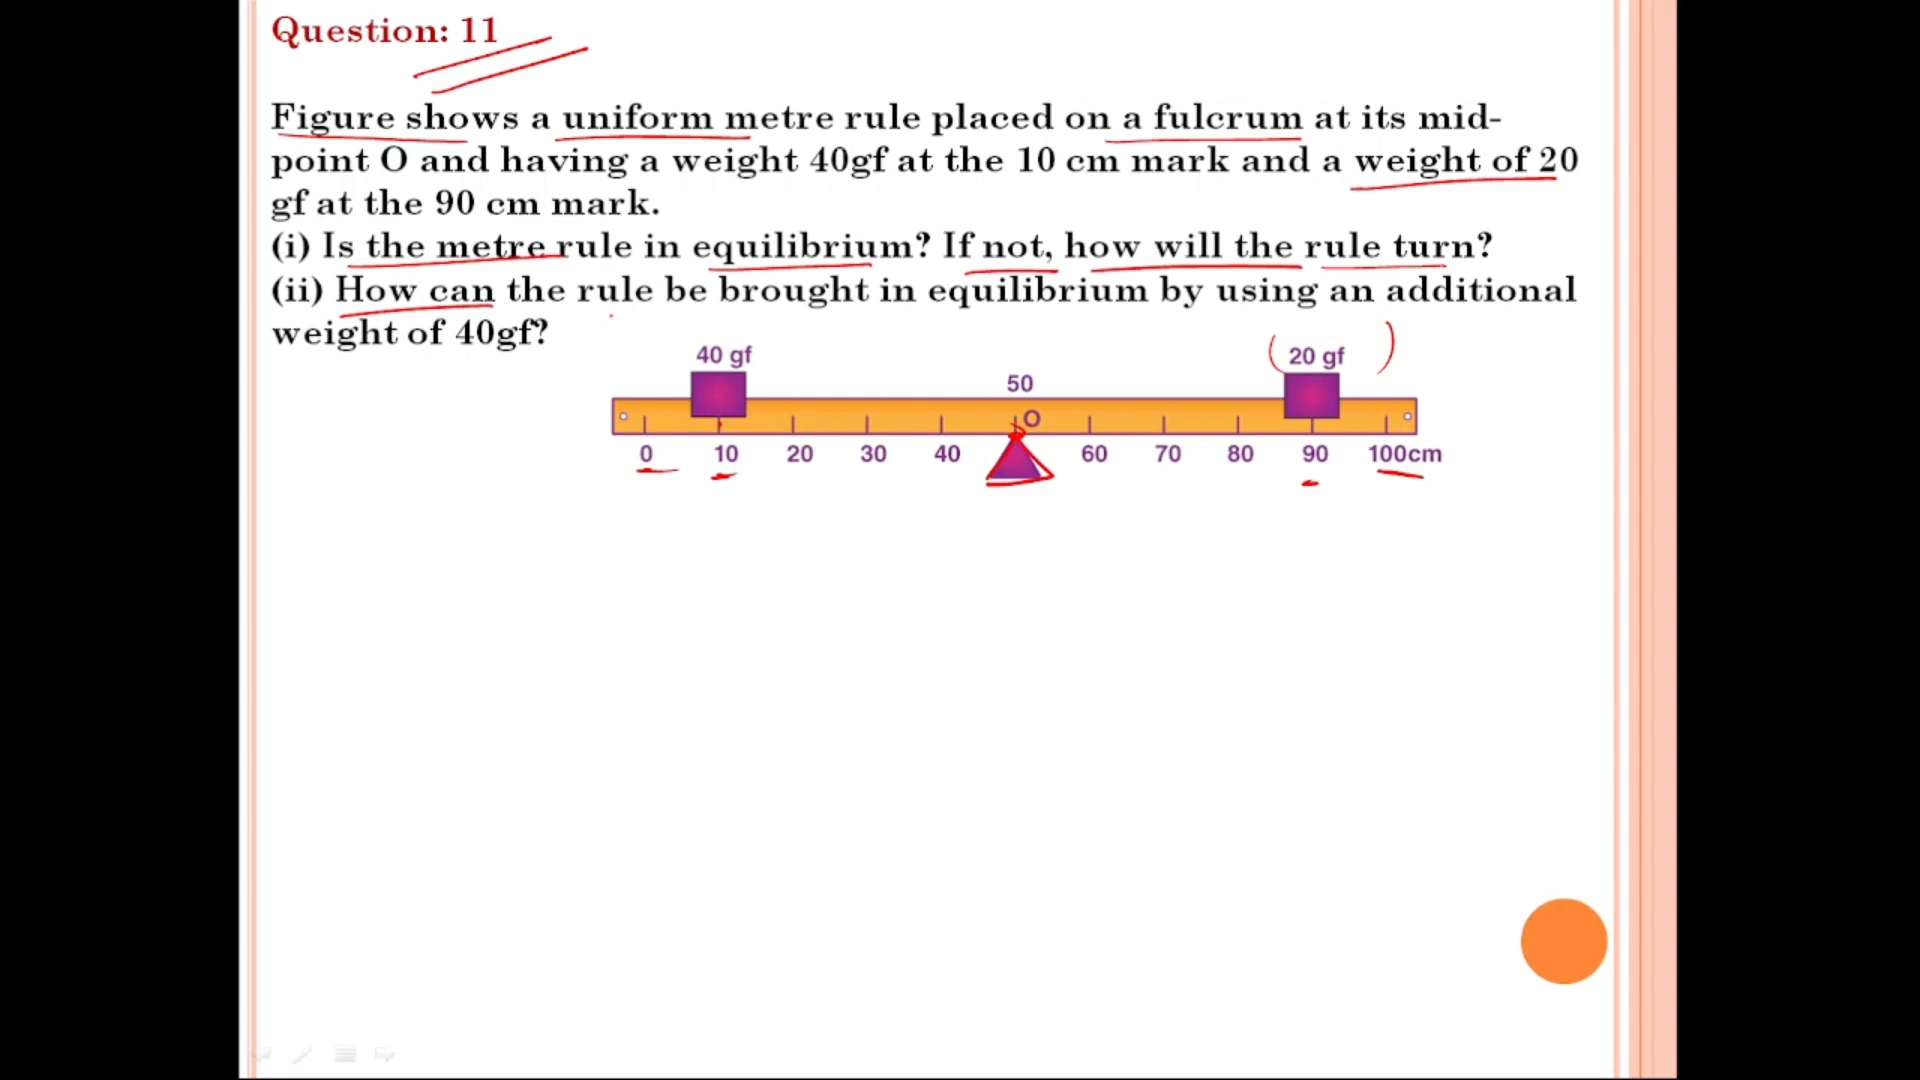 Question: 11
Figure shows a uniform metre rule placed on a fulcrum at its mid-
point O and having a weight 40gf at the 10 cm mark and a weight of 20
gf at the 90 cm mark.
(i) Is the metre rule in equilibrium? If not, how will the rule turn?
(ii) How can the rule be brought in equilibrium by using an additional
weight of 40gf?
40 gf 20 gf
50
O
0 10 20 30 40 60 70 80 90 100cm